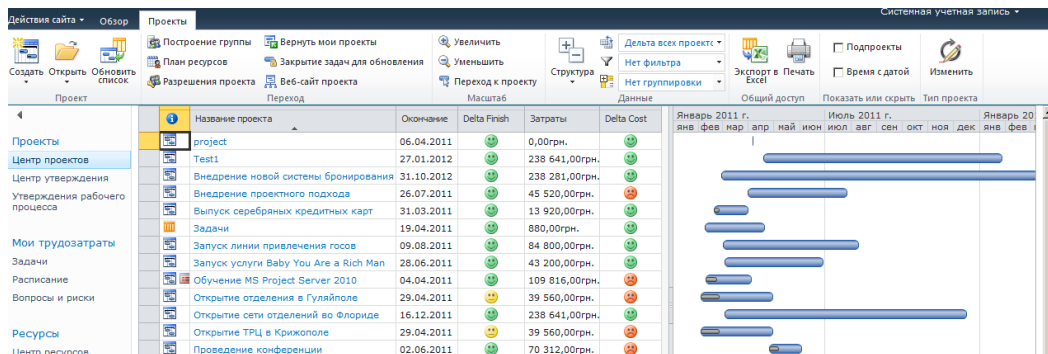 Системная учетная запись
Действия сайта Обзор Проекты
Создать Открыть Обновить список
Построение группы
План ресурсов
Разрешения проекта
Вернуть мои проекты
Закрытие задач для обновления
Веб-сайт проекта
Увеличить
Уменьшить
Переход к проекту
Структура
Дельта всех проектс
Нет фильтра
Нет группировки
Экспорт в Excel
Печать
Подпроекты
Время с датой
Изменить
Проект Переход Масштаб Данные Общий доступ Показать или скрыть Тип проекта
Проекты
Центр проектов
Центр утверждения
Утверждения рабочего процесса
Мои трудозатраты
Задачи
Расписание
Вопросы и риски
Ресурсы
Центр ресурсов
Название проекта Окончание Delta Finish Затраты Delta Cost
project 06.04.2011 0,00грн.
Test1 27.01.2012 238 641,00грн.
Внедрение новой систевы бронирования 31.10.2012 238 281,00грн.
Внедрение проектного подхода 26.07.2011 45 520,00грн.
Выпуск серебряных кредитных карт 31.03.2011 13 920,00грн.
Задачи 19.04.2011 880,00грн.
Запуск линии привлечения госов 09.08.2011 84 800,00грн.
Запуск услуги Baby You Are a Rich Man 28.06.2011 43 200,00грн.
Обучение MS Project Server 2010 04.04.2011 109 816,00грн.
Открытие отделения в Гуляйполе 29.04.2011 39 560,00грн.
Открытие сети отделений во Флориде 16.12.2011 238 641,00грн.
Открытие ТРЦ в Крижополе 29.04.2011 39 560,00грн.
Проведение конференции 02.06.2011 70 312,00грн.
Январь 2011 г. Июль 2011 г. Январь 20
янв фев мар апр май июн июл авг сен окт ноя дек янв фев